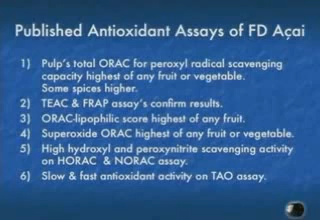 Published Antioxidant Assays of FD Açai
1) Pulp's total ORAC for peroxyl radical scavenging
capacity highest of any fruit or vegetable.
Some spices higher.
2) TEAC & FRAP assay's confirm results.
3) ORAC-lipophilic score highest of any fruit.
4) Superoxide ORAC highest of any fruit or vegetable.
5) High hydroxyl and peroxynitrite scavenging activity
on HORAC & NORAC assay.
6) Slow & fast antioxidant activity on TAO assay.